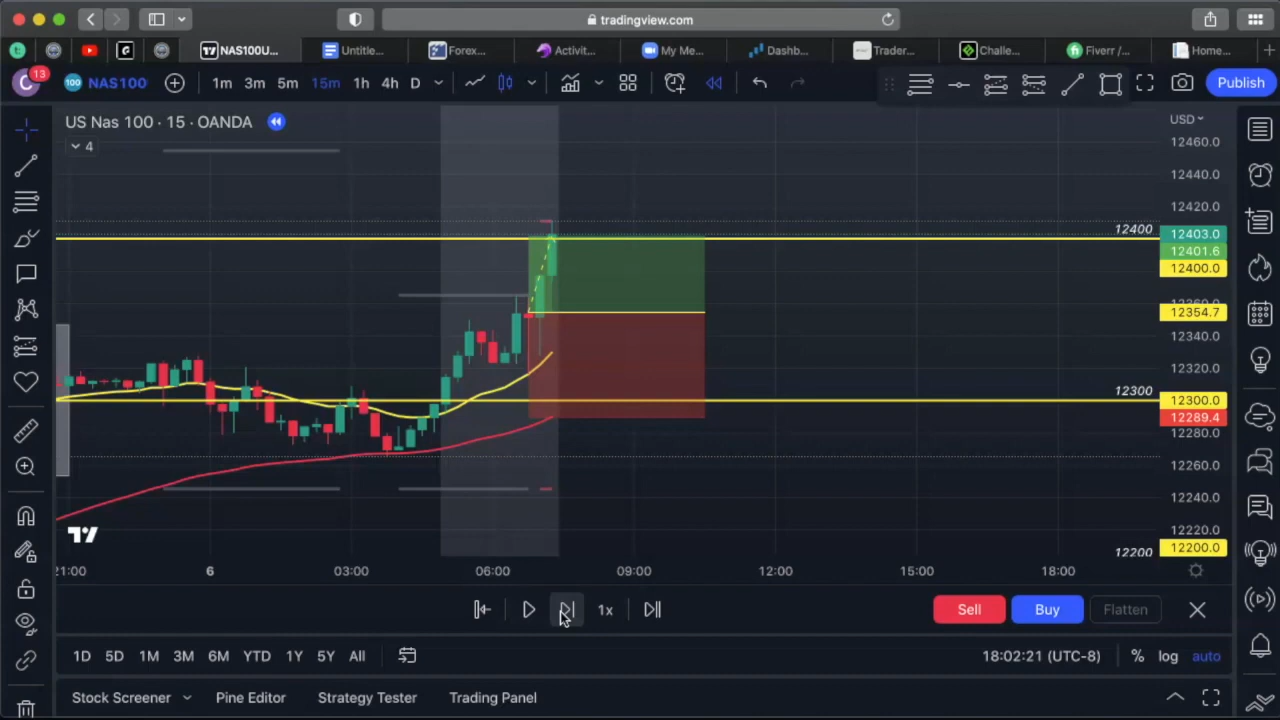 tradingview.com
NAS100U...
Untitle...
Forex...
Activit...
My Me...
Dashb...
Trader...
Challe...
Fiverr /...
Home...
C 13 100 NAS100 1m 3m 5m 15m 1h 4h D Publish
US Nas 100 · 15 · OANDA
USD
4
12460.0
12440.0
12420.0
12400
12403.0
12401.6
12400.0
12360.0
12354.7
12340.0
12320.0
12300
12300.0
12289.4
12280.0
12260.0
12240.0
12220.0
12200
12200.0
21:00 6 03:00 06:00 09:00 12:00 15:00 18:00
1x Sell Buy Flatten
1D 5D 1M 3M 6M YTD 1Y 5Y All 18:02:21 (UTC-8) % log auto
Stock Screener Pine Editor Strategy Tester Trading Panel